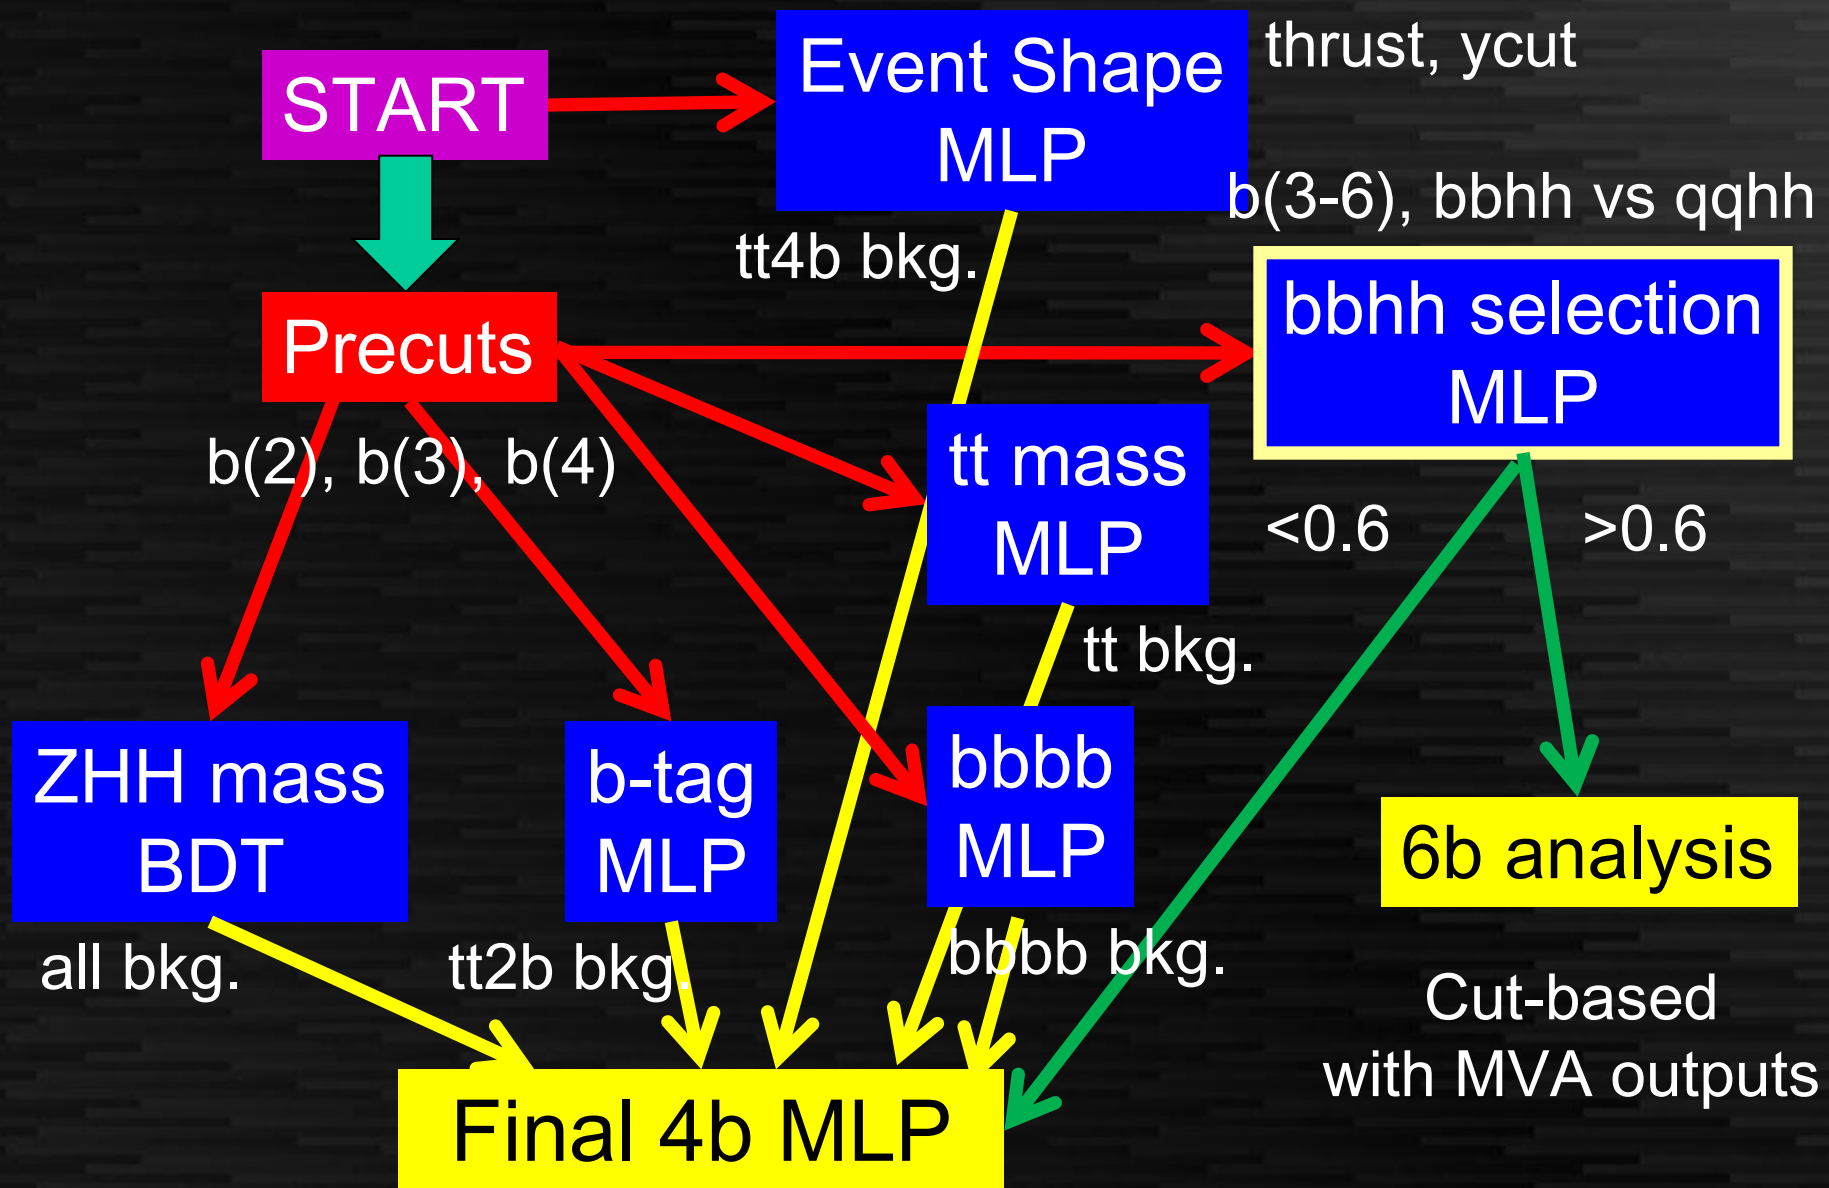 START
Event Shape
MLP
thrust, ycut
b(3-6), bbhh vs qqhh
tt4b bkg.
Precuts
bbhh selection
MLP
b(2), b(3), b(4)
tt mass
MLP
<0.6
>0.6
tt bkg.
ZHH mass
BDT
b-tag
MLP
bbbb
MLP
6b analysis
all bkg.
tt2b bkg.
bbbb bkg.
Cut-based
with MVA outputs
Final 4b MLP